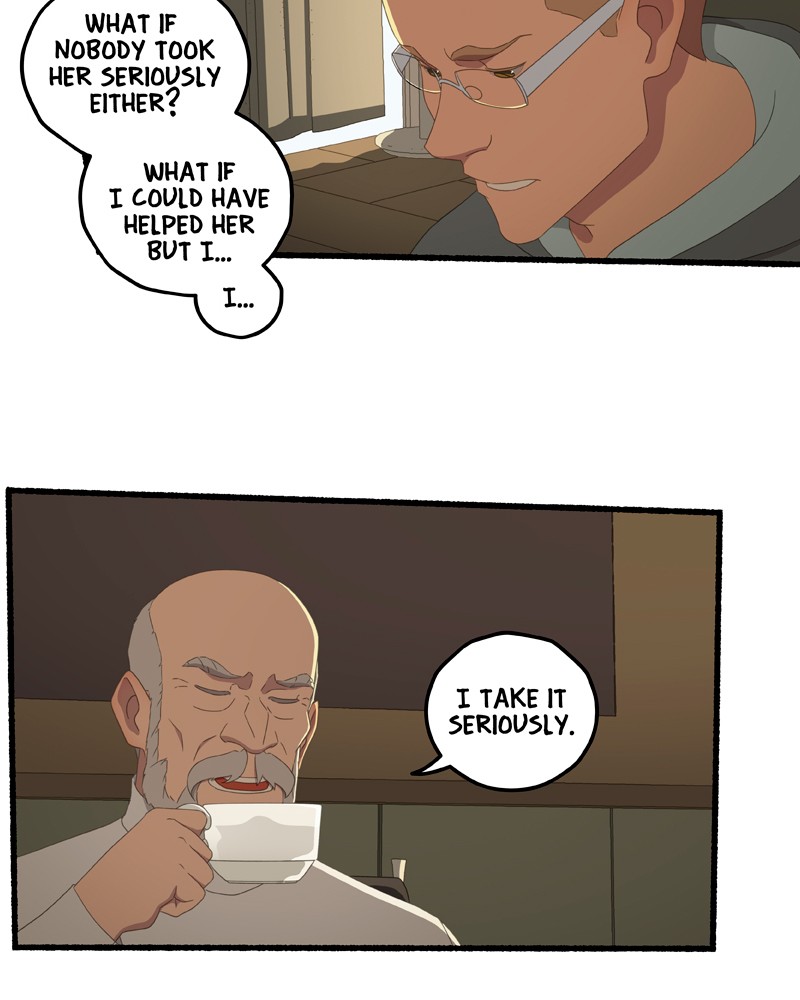 WHAT IF
NOBODY TOOK
HER SERIOUSLY
EITHER?
WHAT IF
I COULD HAVE
HELPED HER
BUT I...
I...
I TAKE IT
SERIOUSLY.